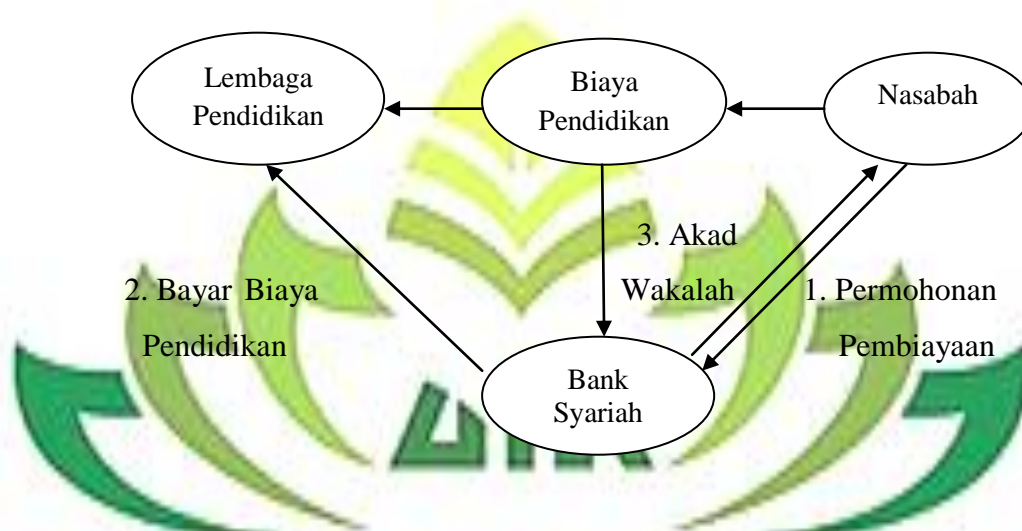 Lembaga
Pendidikan
Biaya
Pendidikan
Nasabah
3. Akad
Wakalah
2. Bayar Biaya
Pendidikan
1. Permohonan
Pembiayaan
Bank
Syariah